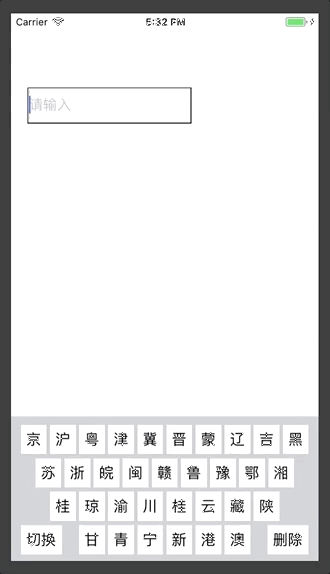 Carrier 5:32 PM
请输入
京 沪 粤 津 冀 晋 蒙 辽 吉 黑
苏 浙 皖 闽 赣 鲁 豫 鄂 湘
桂 琼 渝 川 桂 云 藏 陕
切换 甘 青 宁 新 港 澳 删除